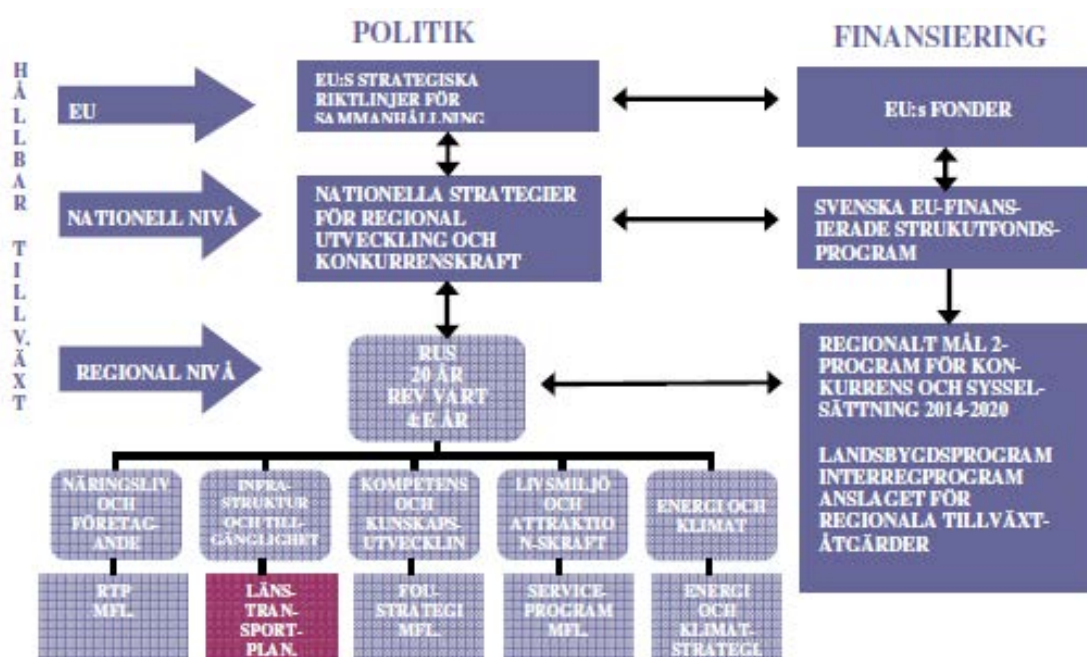 POLITIK
FINANSIERING
HÅLLBAR TILLVÄXT
EU
EU:S STRATEGISKA
RIKTLINJER FÖR
SAMMANHÅLLNING
EU:s FONDER
NATIONELL NIVÅ
NATIONELLA STRATEGIER
FÖR REGIONAL
UTVECKLING OCH
KONKURRENSKRAFT
SVENSKA EU-FINANS-
IERADE STRUKUTFONDS-
PROGRAM
REGIONAL NIVÅ
RUS
20 ÅR
REV VART
4:E ÅR
REGIONALT MÅL 2-
PROGRAM FÖR KON-
KURRENS OCH SYSSEL-
SÄTTNING 2014-2020
LANDSBYGDSPROGRAM
INTERREGPROGRAM
ANSLAGET FÖR
REGIONALA TILLVÄXT-
ÅTGÄRDER
NÄRINGSLIV
OCH
FÖRETAG-
ANDE
INFRA-
STRUKTUR
OCH TILL-
GÄNGLIGHET
KOMPETENS
OCH
KUNSKAPS-
UTVECKLIN
LIVSMILJÖ
OCH
ATTRAKTIO
N-SKRAFT
ENERGI OCH
KLIMAT
RTP
MFL.
LÄNS-
TRAN-
SPORT-
PLAN.
FOU-
STRATEGI
MFL.
SERVICE-
PROGRAM
MFL.
ENERGI
OCH
KLIMAT-
STRATEGI.